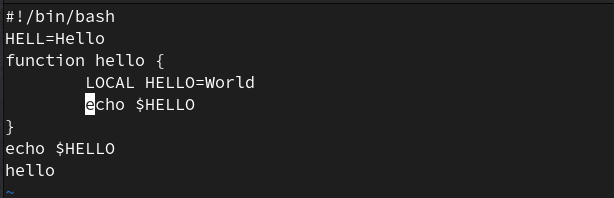 #!/bin/bash
HELL=Hello
function hello {
        LOCAL HELLO=World
        echo $HELLO
}
echo $HELLO
hello
~